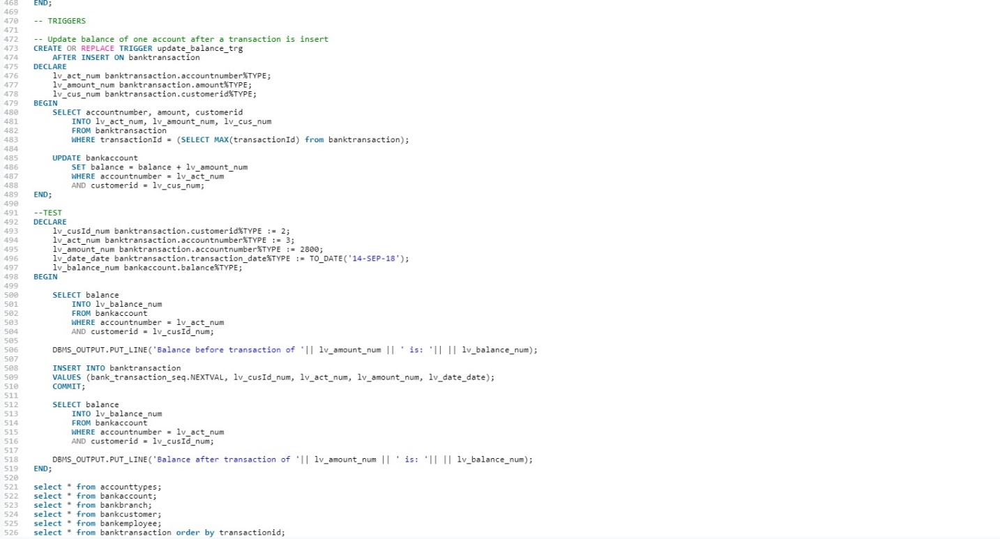 468 END;
469
470 -- TRIGGERS
471
472 -- Update balance of one account after a transaction is insert
473 CREATE OR REPLACE TRIGGER update_balance_trg
474     AFTER INSERT ON banktransaction
475 DECLARE
476     lv_act_num banktransaction.accountnumber%TYPE;
477     lv_amount_num banktransaction.amount%TYPE;
478     lv_cus_num banktransaction.customerid%TYPE;
479 BEGIN
480     SELECT accountnumber, amount, customerid
481         INTO lv_act_num, lv_amount_num, lv_cus_num
482         FROM banktransaction
483         WHERE transactionId = (SELECT MAX(transactionId) from banktransaction);
484
485     UPDATE bankaccount
486         SET balance = balance + lv_amount_num
487         WHERE accountnumber = lv_act_num
488         AND customerid = lv_cus_num;
489 END;
490
491 --TEST
492 DECLARE
493     lv_cusId_num banktransaction.customerid%TYPE := 2;
494     lv_act_num banktransaction.accountnumber%TYPE := 3;
495     lv_amount_num banktransaction.accountnumber%TYPE := 2800;
496     lv_date_date banktransaction.transaction_date%TYPE := TO_DATE('14-SEP-18');
497     lv_balance_num bankaccount.balance%TYPE;
498 BEGIN
499
500     SELECT balance
501         INTO lv_balance_num
502         FROM bankaccount
503         WHERE accountnumber = lv_act_num
504         AND customerid = lv_cusId_num;
505
506     DBMS_OUTPUT.PUT_LINE('Balance before transaction of '|| lv_amount_num || ' is: '|| || lv_balance_num);
507
508     INSERT INTO banktransaction
509     VALUES (bank_transaction_seq.NEXTVAL, lv_cusId_num, lv_act_num, lv_amount_num, lv_date_date);
510     COMMIT;
511
512     SELECT balance
513         INTO lv_balance_num
514         FROM bankaccount
515         WHERE accountnumber = lv_act_num
516         AND customerid = lv_cusId_num;
517
518     DBMS_OUTPUT.PUT_LINE('Balance after transaction of '|| lv_amount_num || ' is: '|| || lv_balance_num);
519 END;
520
521 select * from accounttypes;
522 select * from bankaccount;
523 select * from bankbranch;
524 select * from bankcustomer;
525 select * from bankemployee;
526 select * from banktransaction order by transactionid;